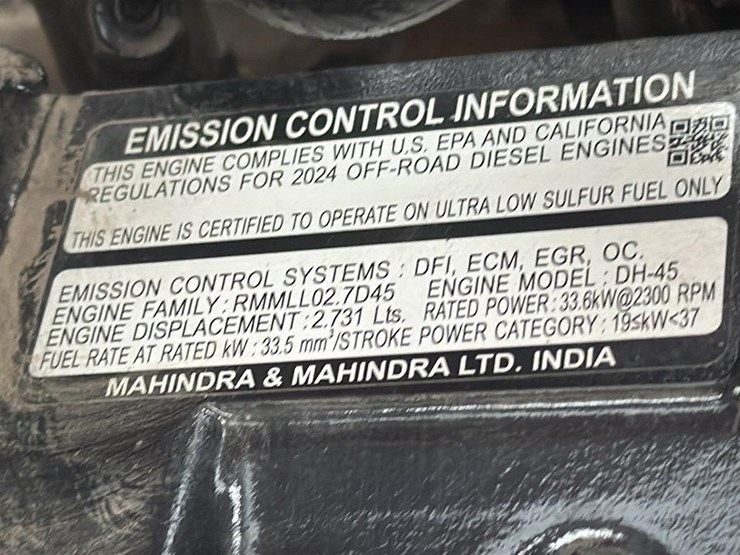 EMISSION CONTROL INFORMATION
THIS ENGINE COMPLIES WITH U.S. EPA AND CALIFORNIA
REGULATIONS FOR 2024 OFF-ROAD DIESEL ENGINES
THIS ENGINE IS CERTIFIED TO OPERATE ON ULTRA LOW SULFUR FUEL ONLY
EMISSION CONTROL SYSTEMS : DFI, ECM, EGR, OC.
ENGINE FAMILY : RMMLL02.7D45 ENGINE MODEL : DH-45
ENGINE DISPLACEMENT : 2.731 Lts. RATED POWER : 33.6kW@2300 RPM
FUEL RATE AT RATED kW : 33.5 mm³/STROKE POWER CATEGORY : 19≤kW<37
MAHINDRA & MAHINDRA LTD. INDIA